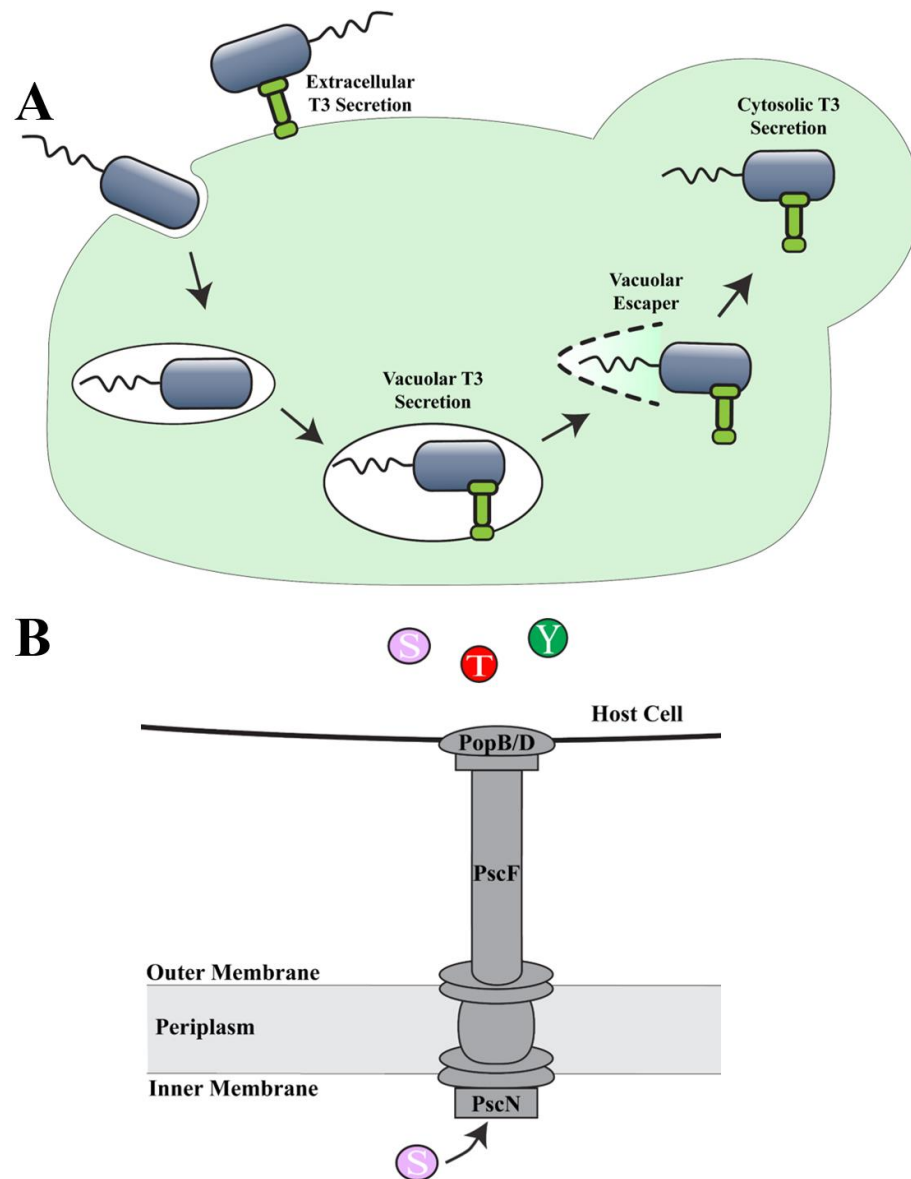 A
Extracellular
T3 Secretion
Cytosolic T3
Secretion
Vacuolar
Escaper
Vacuolar T3
Secretion
B
S
T
Y
Host Cell
PopB/D
PscF
Outer Membrane
Periplasm
Inner Membrane
PscN
S